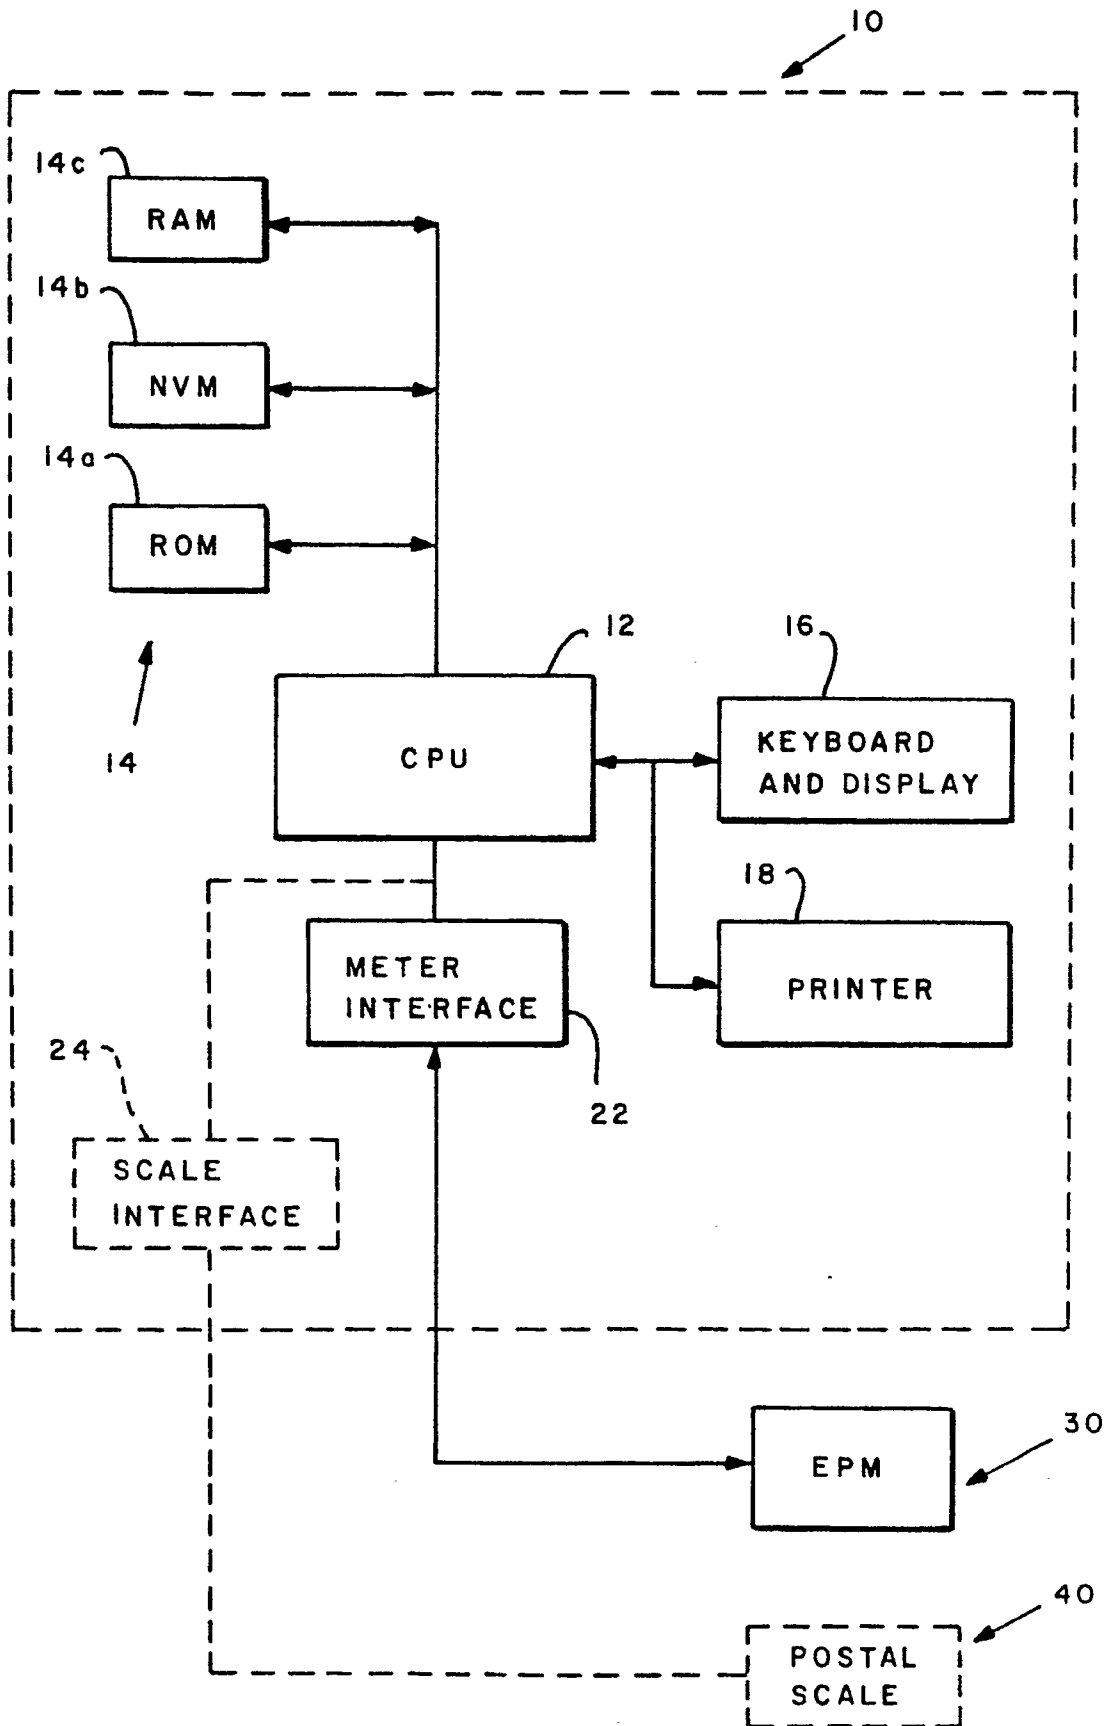 10
14c
RAM
14b
NVM
14a
ROM
14
12
CPU
16
KEYBOARD
AND DISPLAY
18
PRINTER
METER
INTERFACE
22
24
SCALE
INTERFACE
EPM
30
40
POSTAL
SCALE